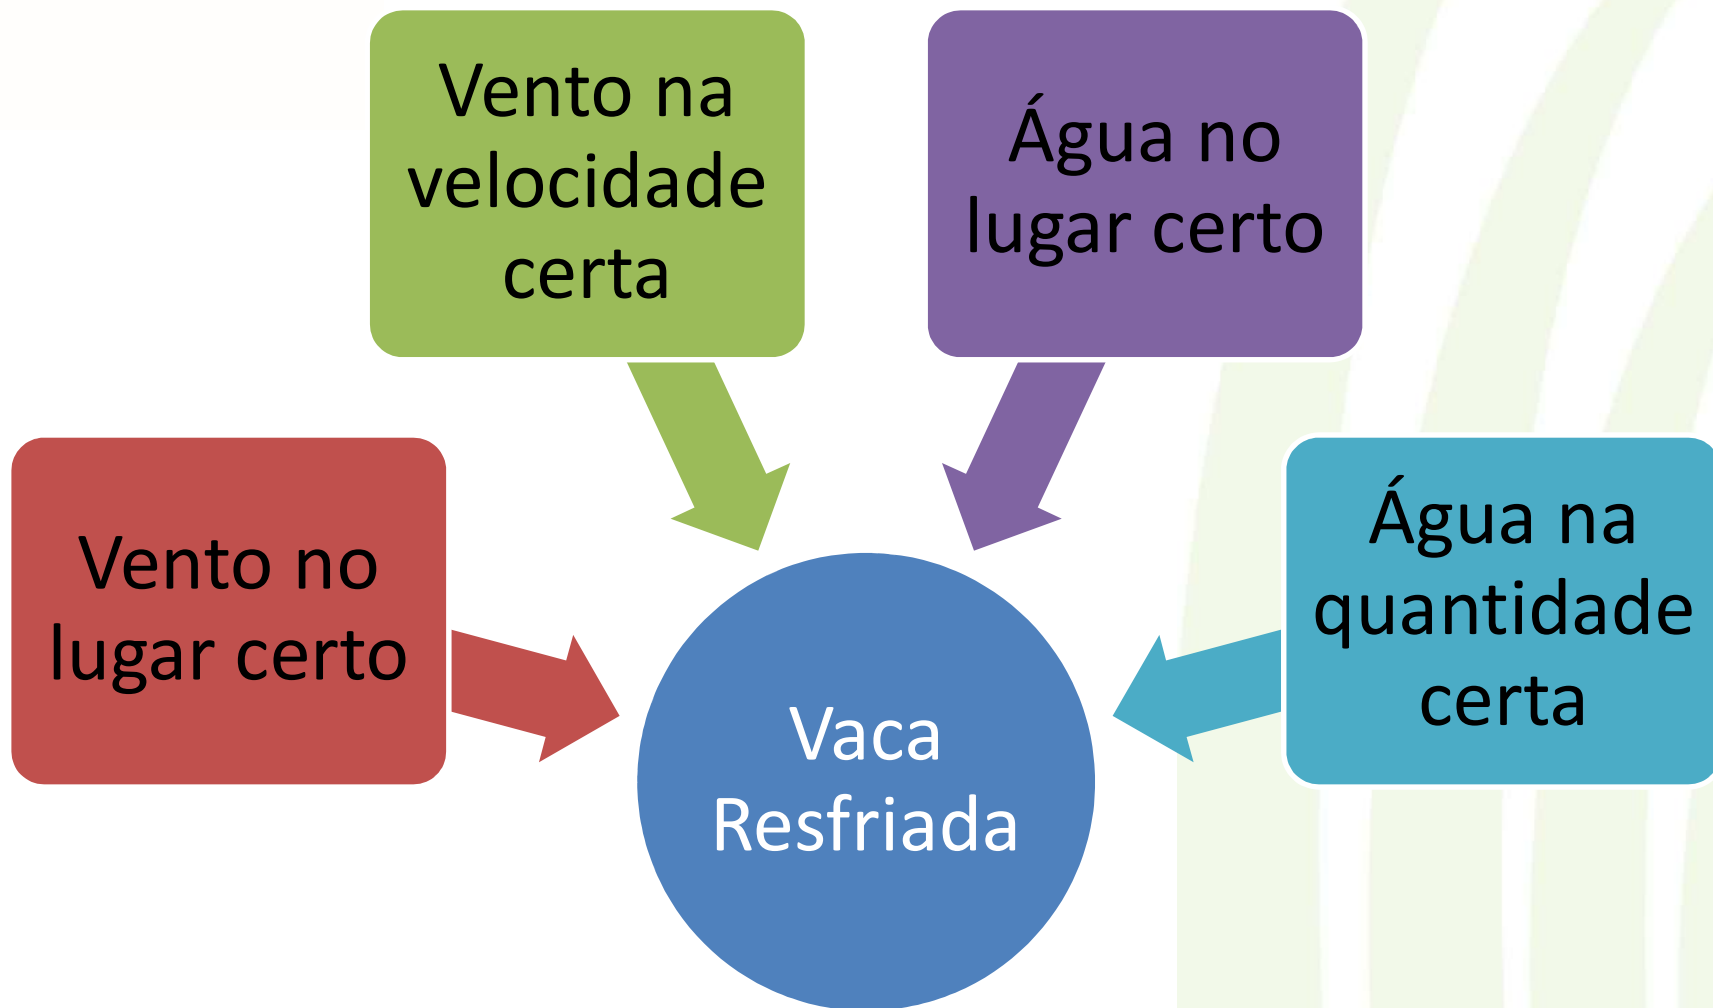 Vento na
velocidade
certa
Água no
lugar certo
Vento no
lugar certo
Água na
quantidade
certa
Vaca
Resfriada